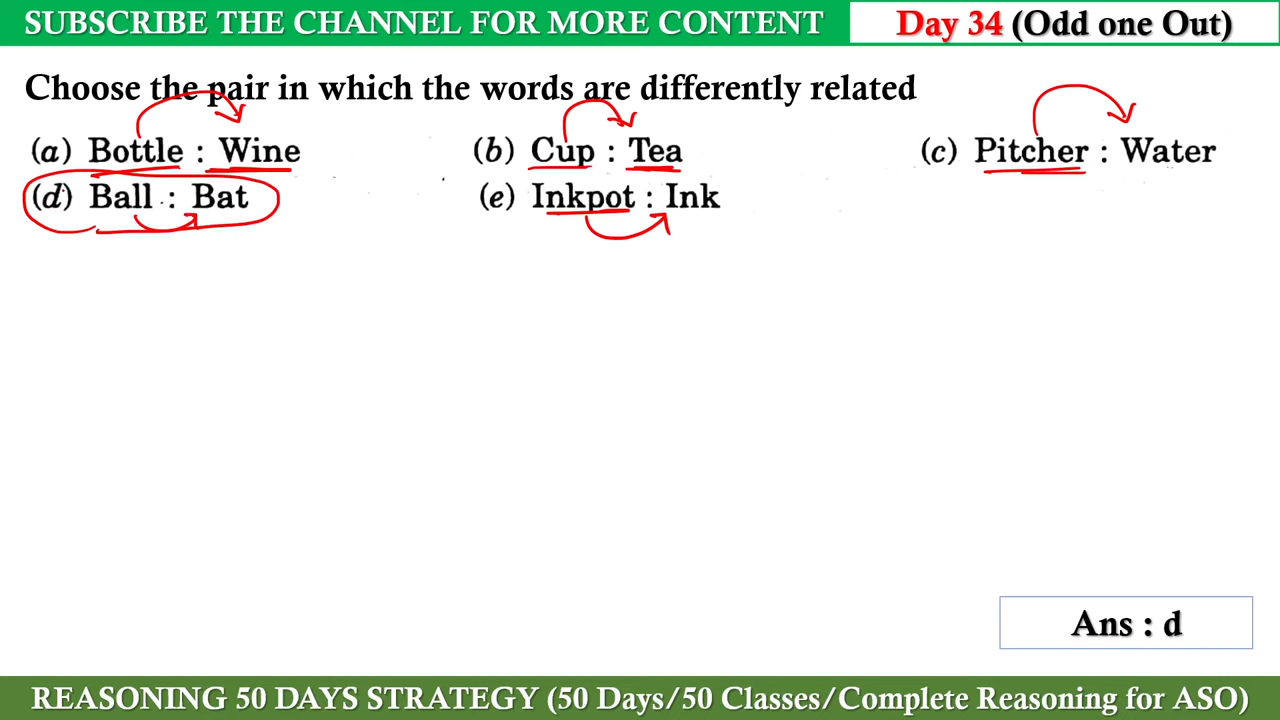 SUBSCRIBE THE CHANNEL FOR MORE CONTENT
Day 34 (Odd one Out)
Choose the pair in which the words are differently related
(a) Bottle : Wine (b) Cup : Tea (c) Pitcher : Water
(d) Ball : Bat (e) Inkpot : Ink
Ans : d
REASONING 50 DAYS STRATEGY (50 Days/50 Classes/Complete Reasoning for ASO)